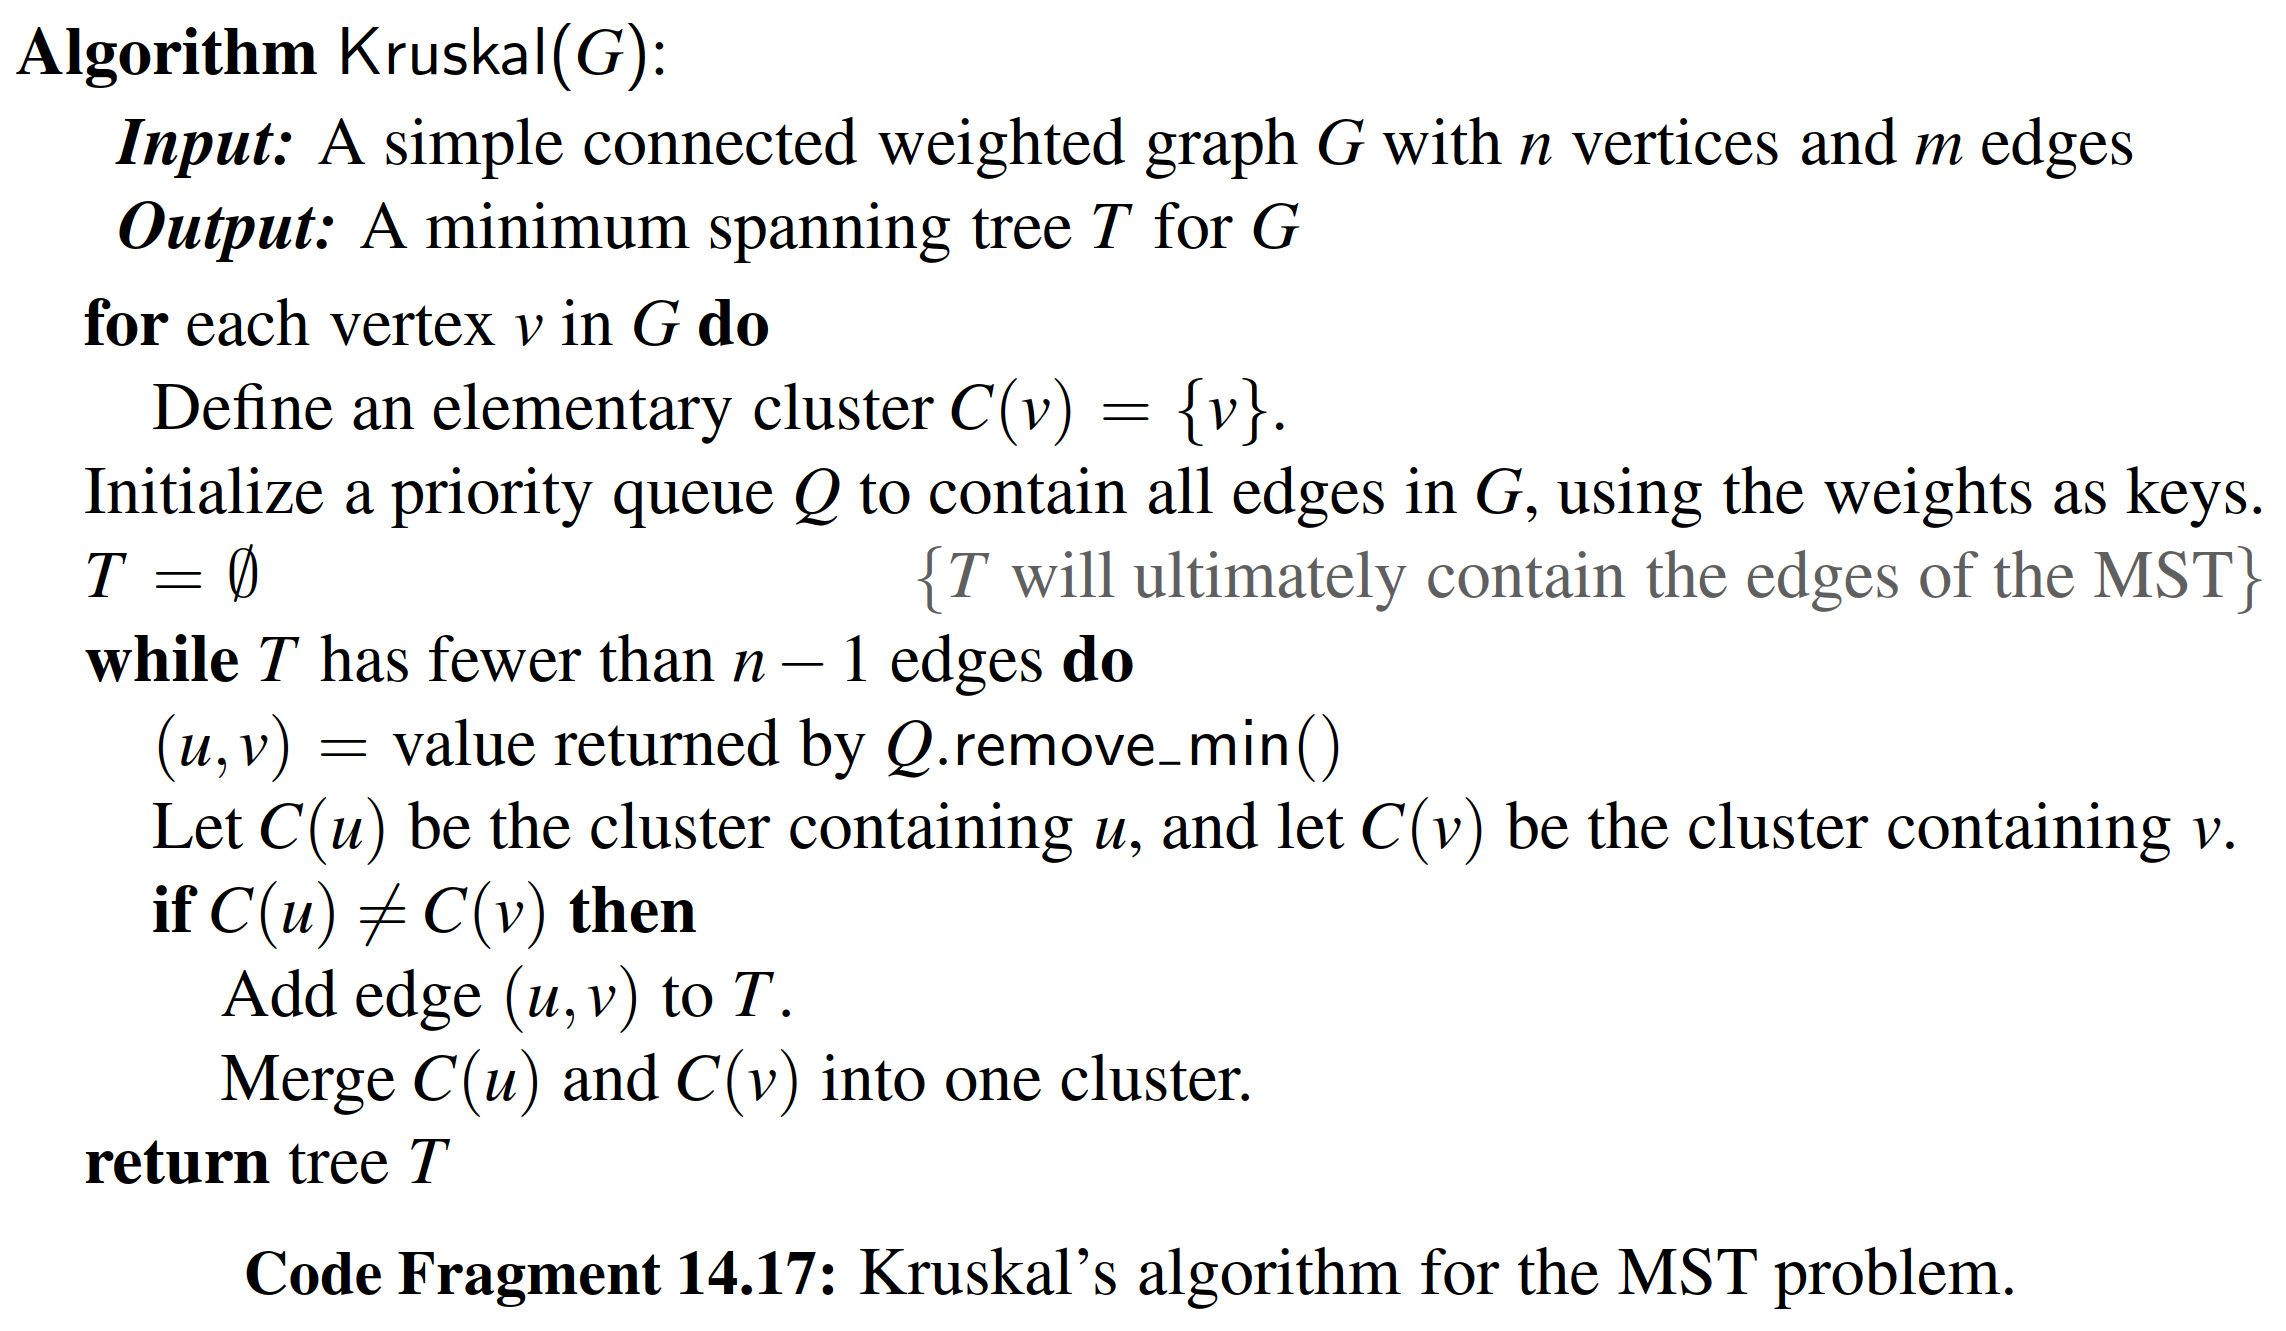 Algorithm Kruskal(G):
Input: A simple connected weighted graph G with n vertices and m edges
Output: A minimum spanning tree T for G
for each vertex v in G do
Define an elementary cluster C(v) = {v}.
Initialize a priority queue Q to contain all edges in G, using the weights as keys.
T = ∅ {T will ultimately contain the edges of the MST}
while T has fewer than n − 1 edges do
(u,v) = value returned by Q.remove_min()
Let C(u) be the cluster containing u, and let C(v) be the cluster containing v.
if C(u) ≠ C(v) then
Add edge (u,v) to T.
Merge C(u) and C(v) into one cluster.
return tree T
Code Fragment 14.17: Kruskal’s algorithm for the MST problem.